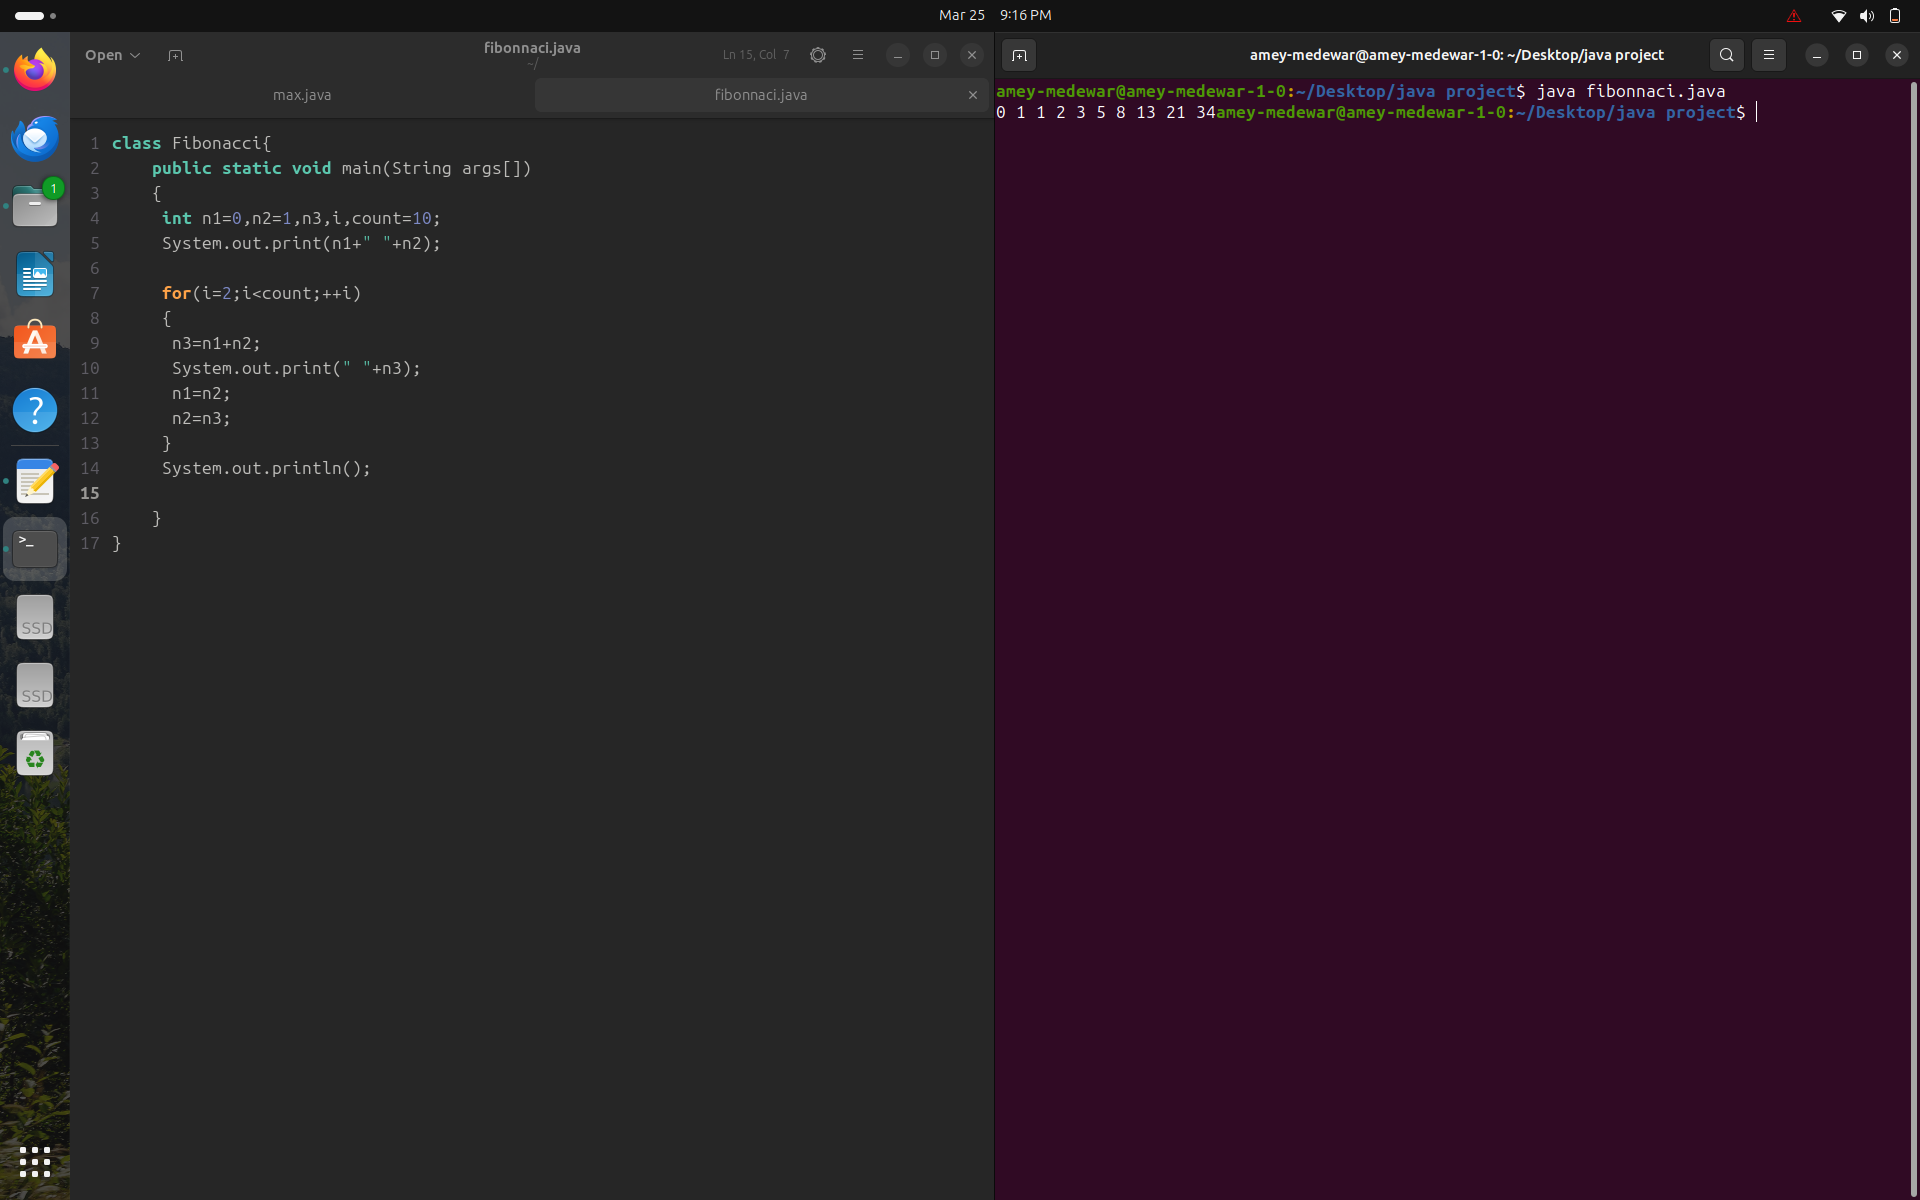 Mar 25 9:16 PM
Open
fibonnaci.java
~/
Ln 15, Col 7
max.java
fibonnaci.java
1 class Fibonacci{
2 public static void main(String args[])
3 {
4 int n1=0,n2=1,n3,i,count=10;
5 System.out.print(n1+" "+n2);
6
7 for(i=2;i<count;++i)
8 {
9 n3=n1+n2;
10 System.out.print(" "+n3);
11 n1=n2;
12 n2=n3;
13 }
14 System.out.println();
15
16 }
17 }
amey-medewar@amey-medewar-1-0: ~/Desktop/java project
amey-medewar@amey-medewar-1-0:~/Desktop/java project$ java fibonnaci.java
0 1 1 2 3 5 8 13 21 34amey-medewar@amey-medewar-1-0:~/Desktop/java project$
1
A
?
>_
SSD
SSD